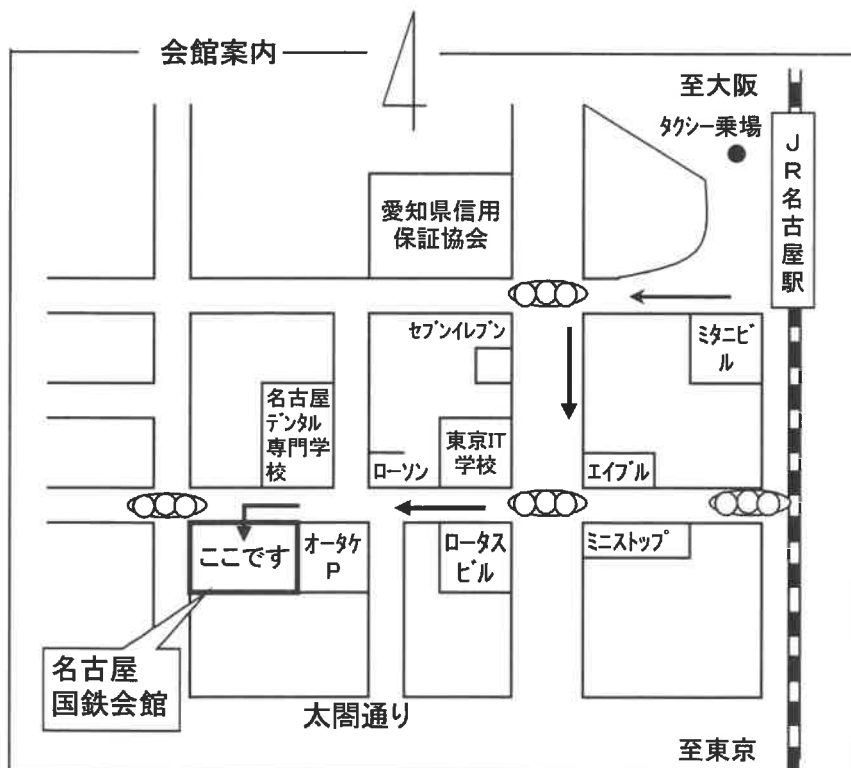 会館案内
至大阪
タクシー乗場
JR名古屋駅
愛知県信用
保証協会
セブンイレブン
ミタニビ
ル
名古屋
デンタル
専門学
校
ローソン
東京IT
学校
エイブル
ここです
オータケ
P
ロータス
ビル
ミニストップ
名古屋
国鉄会館
太閤通り
至東京